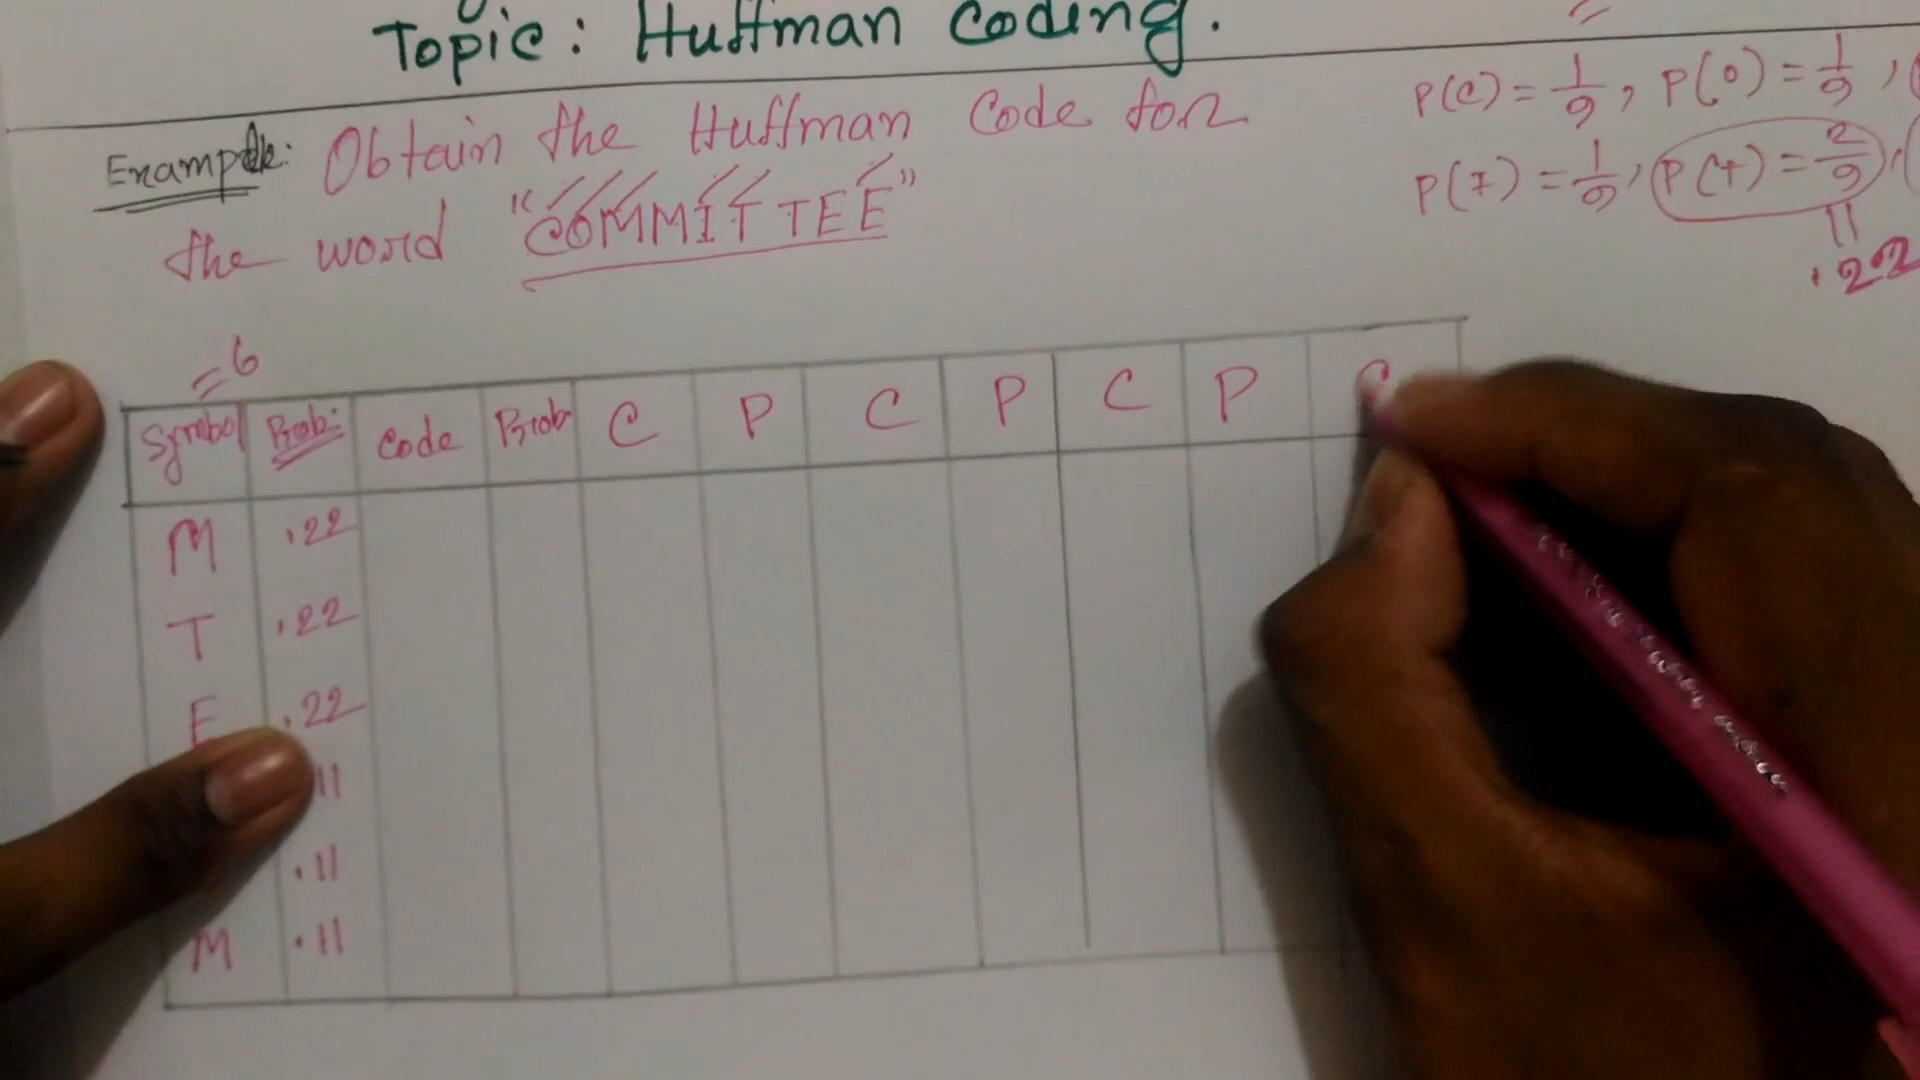 Topic: Huffman Coding.
Example: Obtain the Huffman Code for
the word "COMMITTEE"
P(C) = 1/9, P(O) = 1/9,
P(I) = 1/9, P(T) = 2/9,
.22
=6
Symbol Prob: Code Prob C P C P C P C
M .22
T .22
E .22
11
.11
M .11